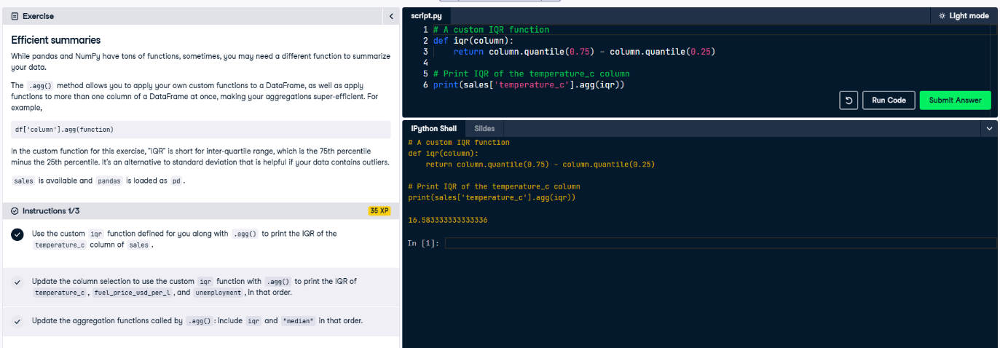 Exercise
Efficient summaries
While pandas and NumPy have tons of functions, sometimes, you may need a different function to summarize
your data.
The .agg() method allows you to apply your own custom functions to a DataFrame, as well as apply
functions to more than one column of a DataFrame at once, making your aggregations super-efficient. For
example,
df['column'].agg(function)
In the custom function for this exercise, "IQR" is short for inter-quartile range, which is the 75th percentile
minus the 25th percentile. It's an alternative to standard deviation that is helpful if your data contains outliers.
sales is available and pandas is loaded as pd.
Instructions 1/3
35 XP
Use the custom iqr function defined for you along with .agg() to print the IQR of the
temperature_c column of sales.
Update the column selection to use the custom iqr function with .agg() to print the IQR of
temperature_c, fuel_price_usd_per_l, and unemployment, in that order.
Update the aggregation functions called by .agg(): include iqr and "median" in that order.
script.py
Light mode
1 # A custom IQR function
2 def iqr(column):
3     return column.quantile(0.75) - column.quantile(0.25)
4
5 # Print IQR of the temperature_c column
6 print(sales['temperature_c'].agg(iqr))
Run Code
Submit Answer
IPython Shell
Slides
# A custom IQR function
def iqr(column):
    return column.quantile(0.75) - column.quantile(0.25)
# Print IQR of the temperature_c column
print(sales['temperature_c'].agg(iqr))
16.583333333333336
In [1]: